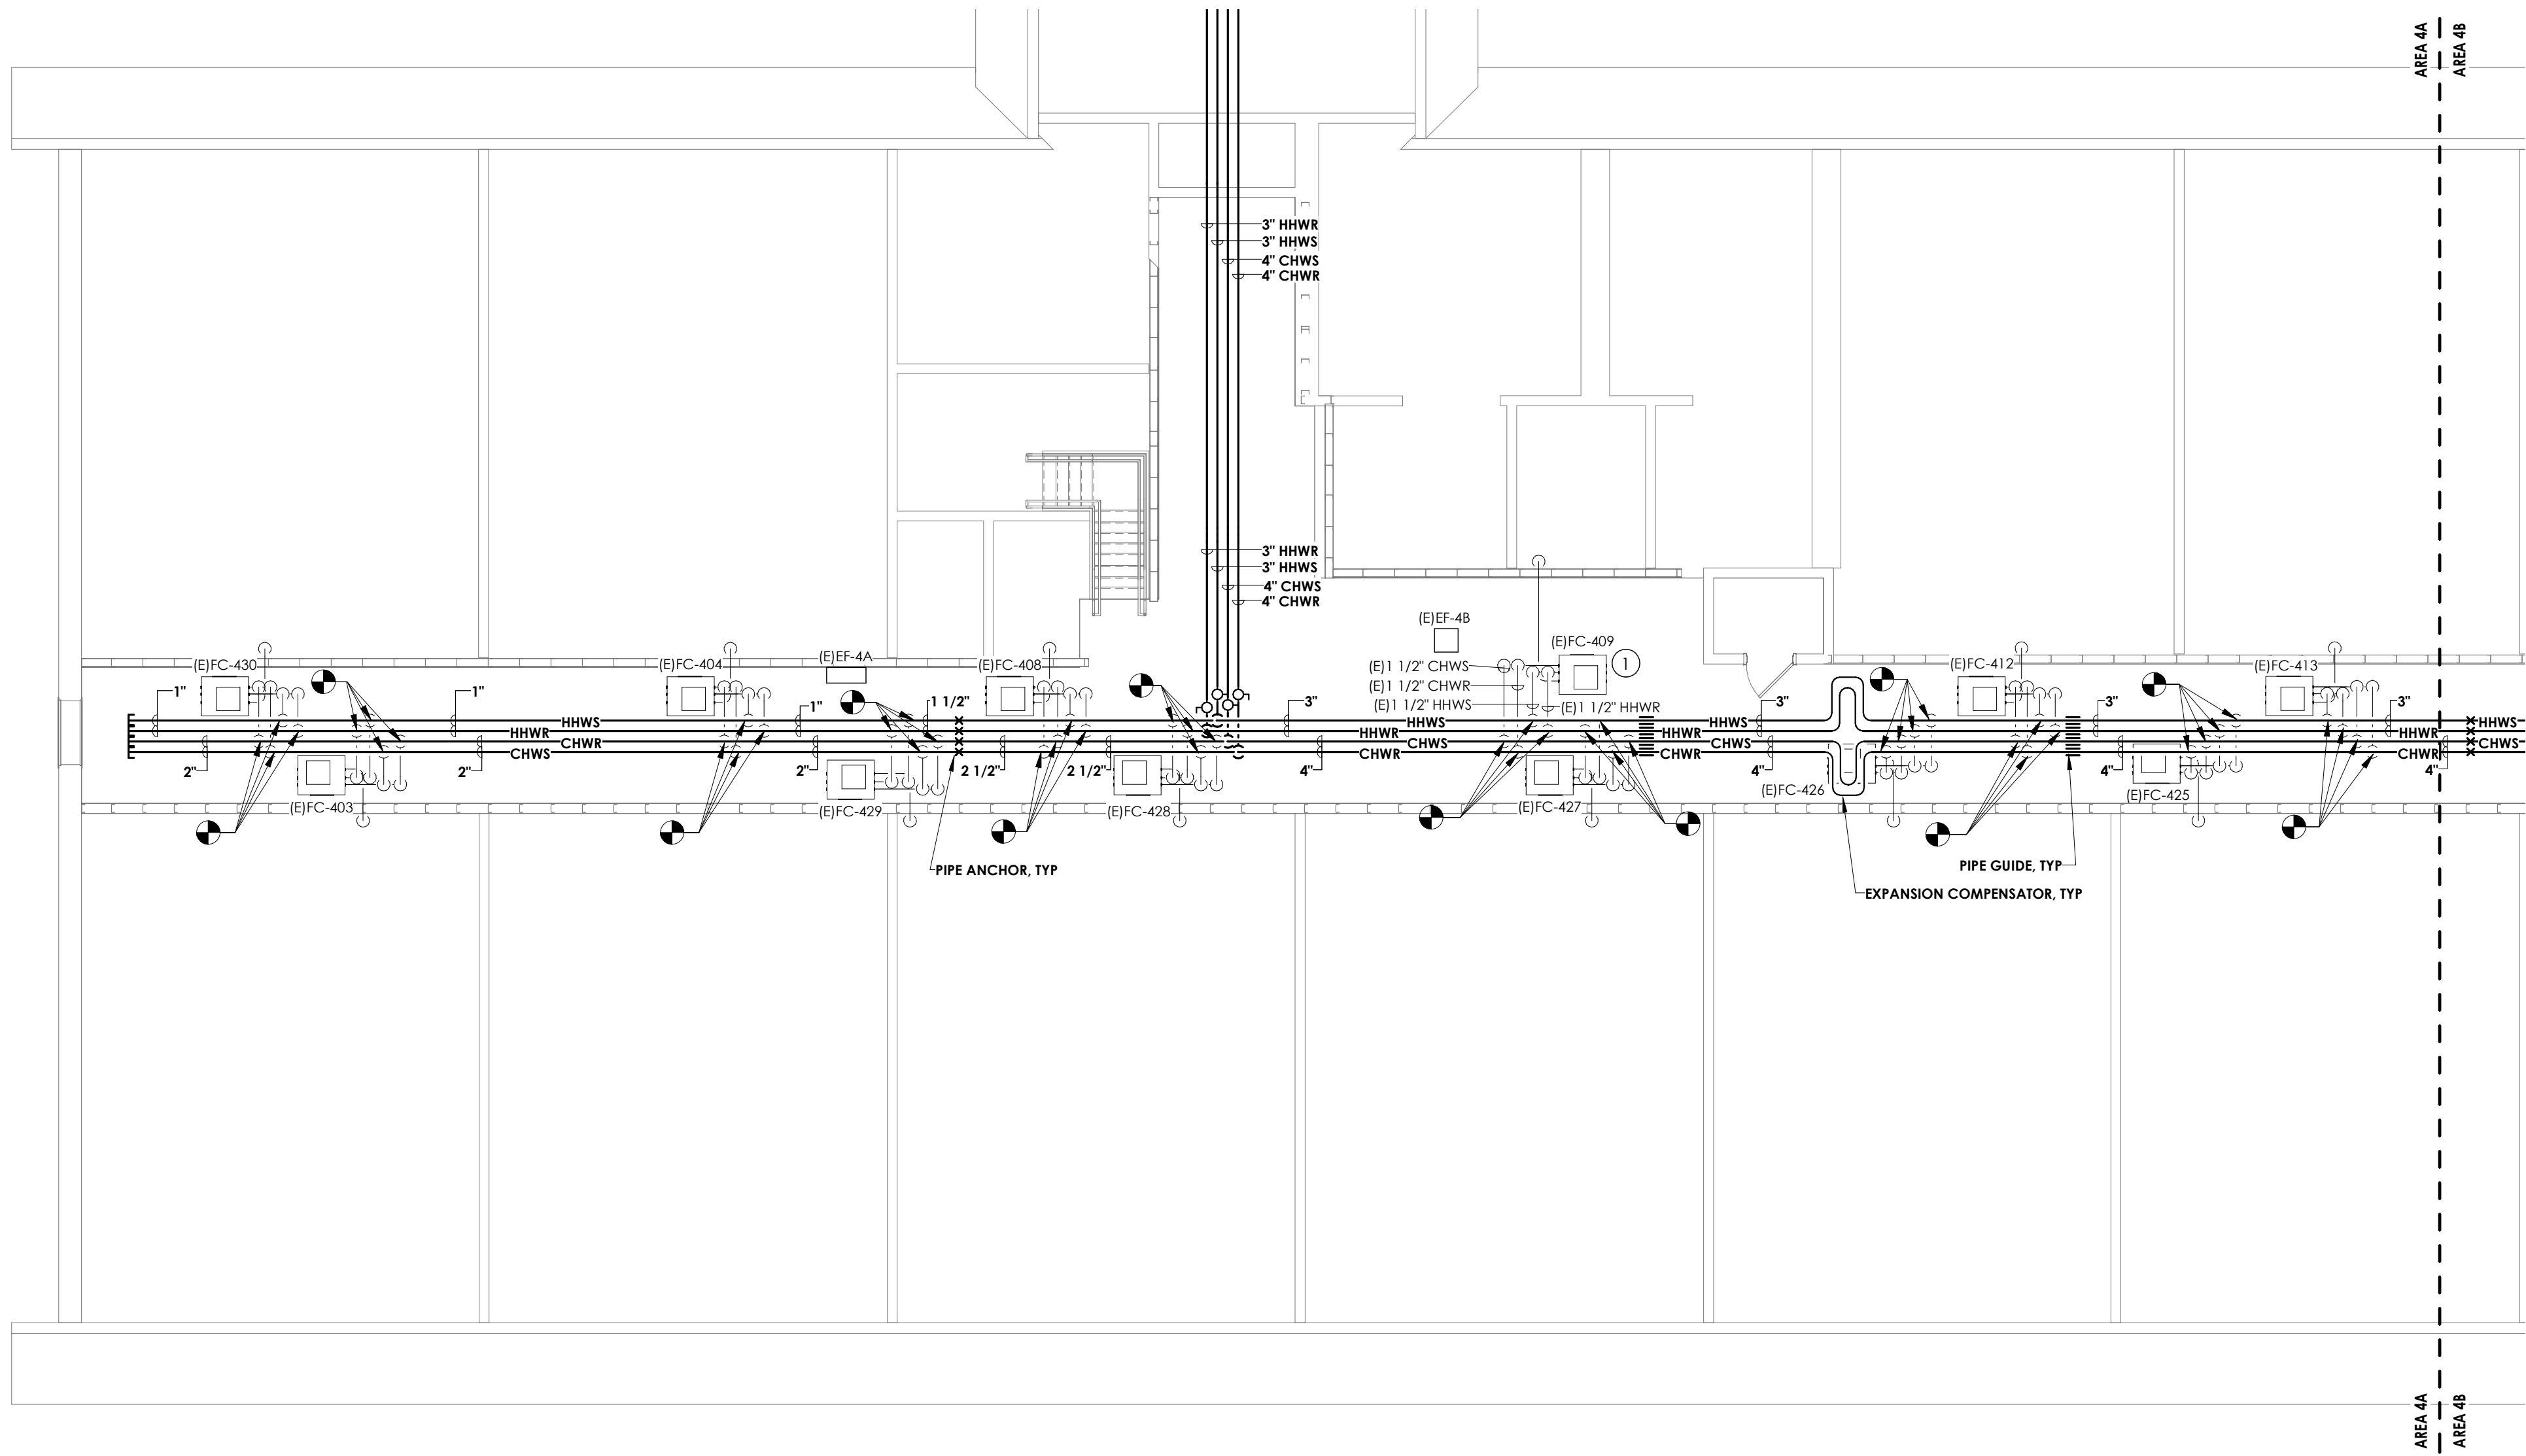 AREA 4A
AREA 4B
3" HHWR
3" HHWS
4" CHWS
4" CHWR
3" HHWR
3" HHWS
4" CHWS
4" CHWR
(E)EF-4B
(E)FC-409
1
(E)FC-430
(E)FC-404
(E)EF-4A
(E)FC-408
(E)1 1/2" CHWS
(E)1 1/2" CHWR
(E)1 1/2" HHWS
(E)1 1/2" HHWR
(E)FC-412
(E)FC-413
1"
1"
1"
1 1/2"
3"
3"
3"
3"
HHWS
HHWS
HHWS
HHWS
HHWR
HHWR
HHWR
HHWR
CHWR
CHWS
CHWS
CHWS
CHWS
CHWR
CHWR
CHWR
2"
2"
2"
2 1/2"
2 1/2"
4"
4"
4"
4"
(E)FC-403
(E)FC-429
(E)FC-428
(E)FC-427
(E)FC-426
(E)FC-425
PIPE ANCHOR, TYP
PIPE GUIDE, TYP
EXPANSION COMPENSATOR, TYP
AREA 4A
AREA 4B